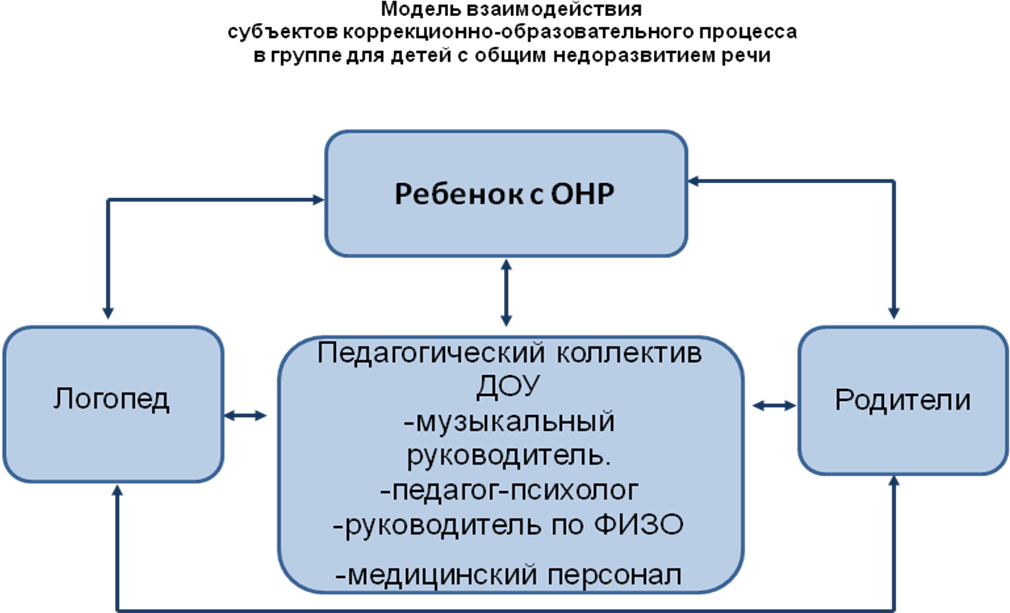 Модель взаимодействия
субъектов коррекционно-образовательного процесса
в группе для детей с общим недоразвитием речи
Ребенок с ОНР
Логопед
Педагогический коллектив
ДОУ
-музыкальный
руководитель.
-педагог-психолог
-руководитель по ФИЗО
-медицинский персонал
Родители